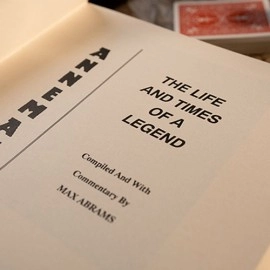 ANNEMA
THE LIFE
AND TIMES
OF A
LEGEND
Compiled And With
Commentary By
MAX ABRAMS